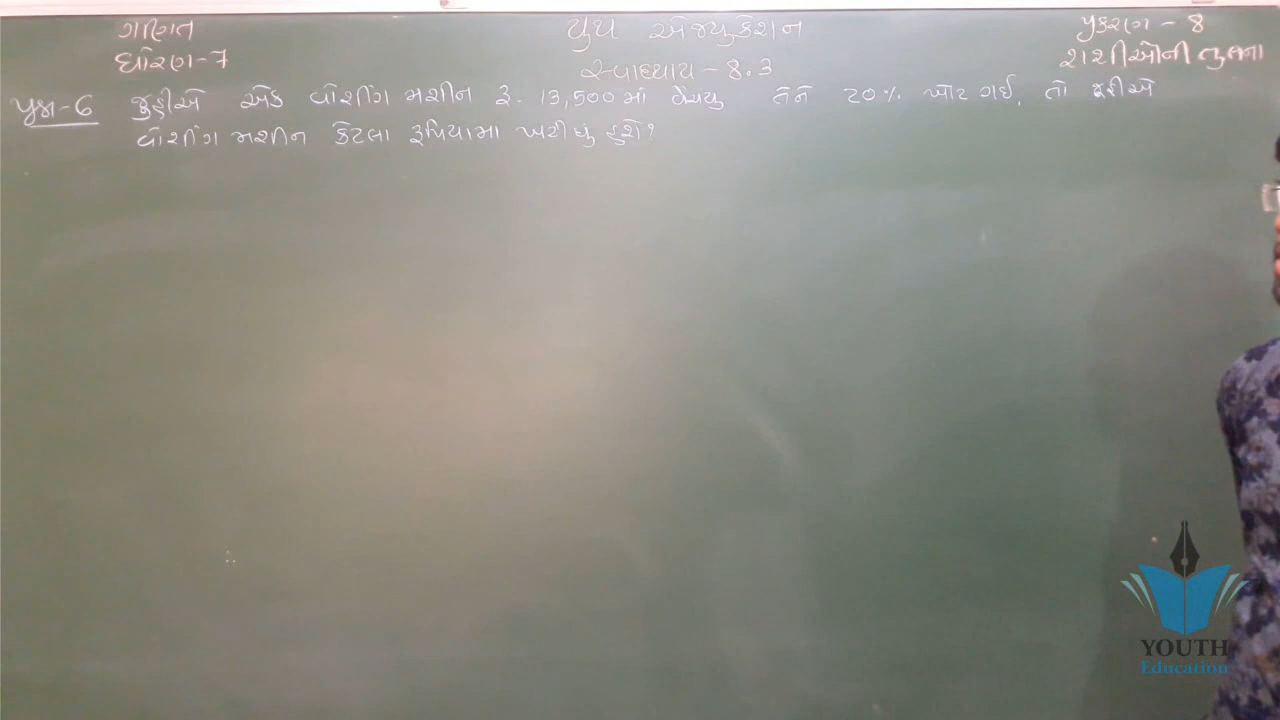 ગણિત
ધોરણ-7
યુથ એજ્યુકેશન
સ્વાધ્યાય - 8.3
પ્રકરણ - 8
રાશીઓની તુલના
પ્રશ્ન-6 જુહીએ એક વૉશીંગ મશીન રૂ. 13,500માં વેચ્યુ તેને 20% ખોટ ગઈ, તો જુહીએ
વૉશીંગ મશીન કેટલા રૂપિયામા ખરીદ્યું હશે?
YOUTH
Education